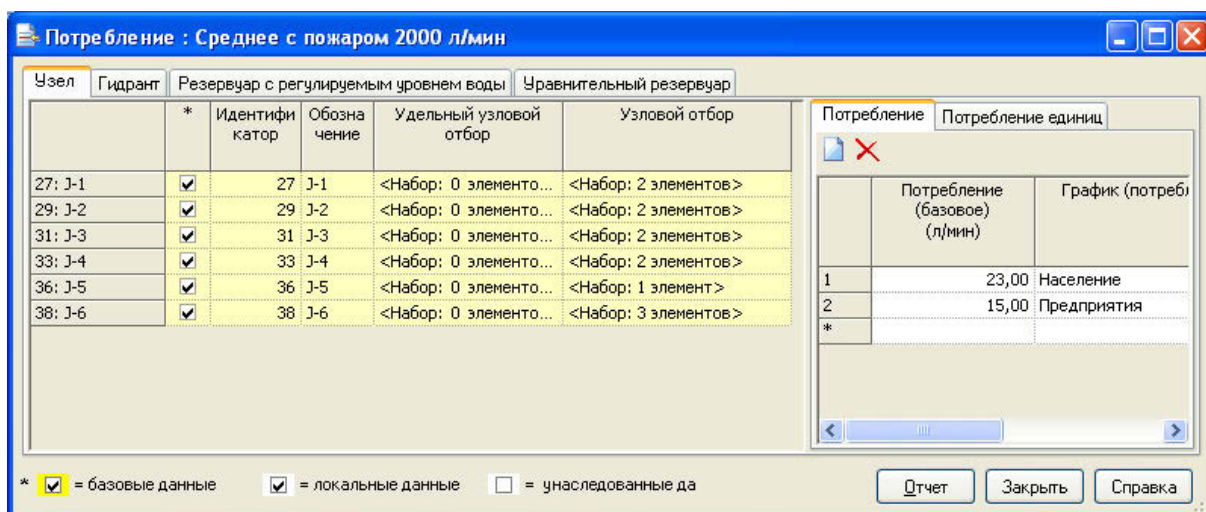 Потребление : Среднее с пожаром 2000 л/мин
Узел Гидрант Резервуар с регулируемым уровнем воды Уравнительный резервуар
* Идентифи катор Обозна чение Удельный узловой отбор Узловой отбор
27: J-1 27 J-1 <Набор: 0 элементо... <Набор: 2 элементов>
29: J-2 29 J-2 <Набор: 0 элементо... <Набор: 2 элементов>
31: J-3 31 J-3 <Набор: 0 элементо... <Набор: 2 элементов>
33: J-4 33 J-4 <Набор: 0 элементо... <Набор: 2 элементов>
36: J-5 36 J-5 <Набор: 0 элементо... <Набор: 1 элемент>
38: J-6 38 J-6 <Набор: 0 элементо... <Набор: 3 элементов>
Потребление Потребление единиц
Потребление График (потребл
(базовое)
(л/мин)
1 23,00 Население
2 15,00 Предприятия
*
* = базовые данные = локальные данные = унаследованные да
Отчет Закрыть Справка